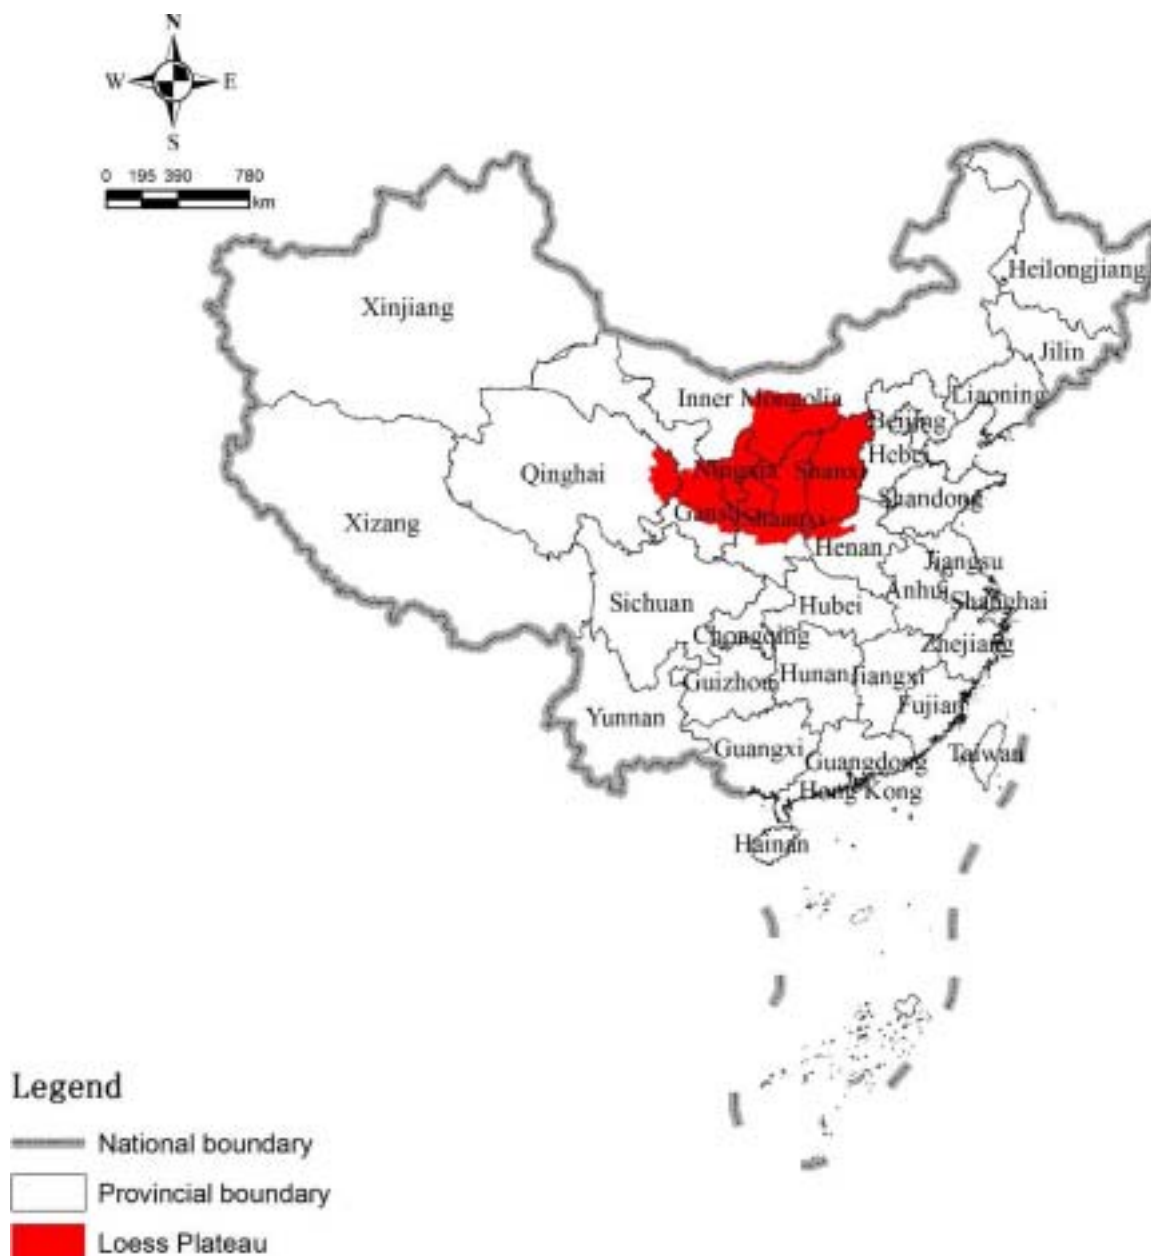 N
W E
S
0 195 390 780
km
Heilongjiang
Xinjiang
Jilin
Inner Mongolia
Liaoning
Beijing
Hebei
Qinghai
Ningxia
Shanxi
Shandong
Xizang
Gansu
Shaanxi
Henan
Jiangsu
Anhui
Shanghai
Sichuan
Hubei
Chongqing
Zhejiang
Guizhou
Hunan
Jiangxi
Fujian
Yunnan
Guangxi
Guangdong
Taiwan
Hong Kong
Hainan
Legend
National boundary
Provincial boundary
Loess Plateau